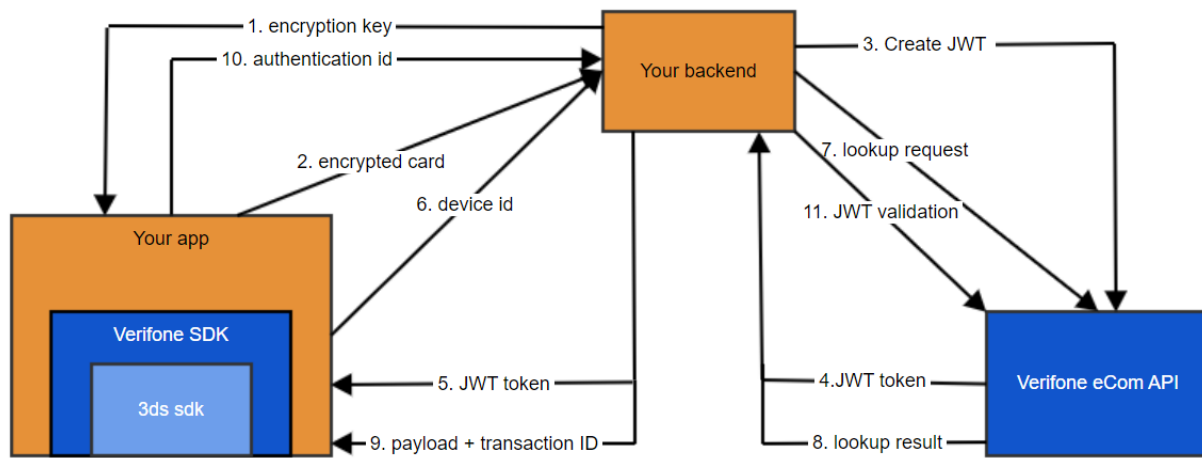 1. encryption key
10. authentication id
Your backend
3. Create JWT
2. encrypted card
7. lookup request
6. device id
11. JWT validation
Your app
Verifone SDK
3ds sdk
5. JWT token
4.JWT token
Verifone eCom API
9. payload + transaction ID
8. lookup result